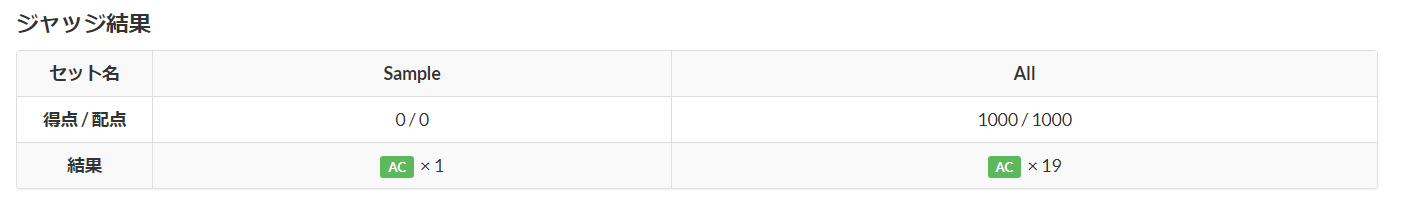 ジャッジ結果
セット名 Sample All
得点 / 配点 0 / 0 1000 / 1000
結果 AC × 1 AC × 19